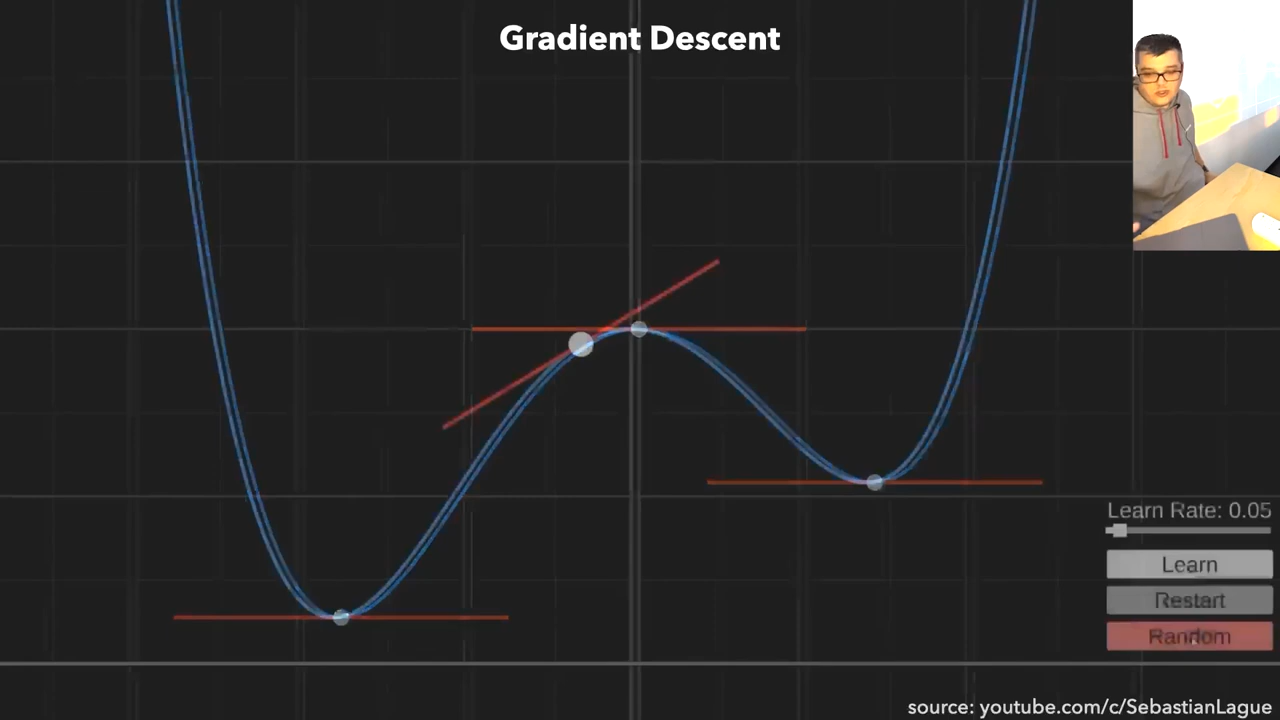 Gradient Descent
Learn Rate: 0.05
Learn
Restart
Random
source: youtube.com/c/SebastianLague